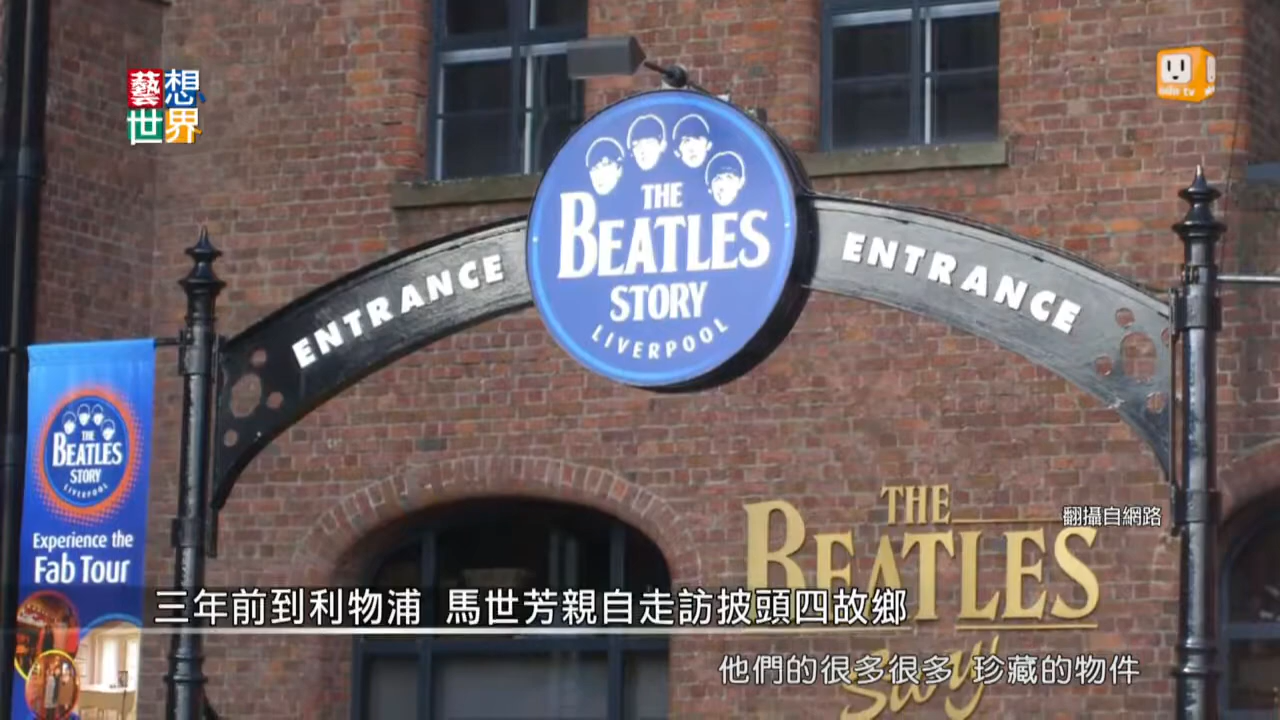 藝想
世界
THE
BEATLES
STORY
LIVERPOOL
ENTRANCE
ENTRANCE
THE
BEATLES
STORY
LIVERPOOL
Experience the
Fab Tour
THE
BEATLES
Story
翻攝自網路
三年前到利物浦 馬世芳親自走訪披頭四故鄉
他們的很多很多 珍藏的物件